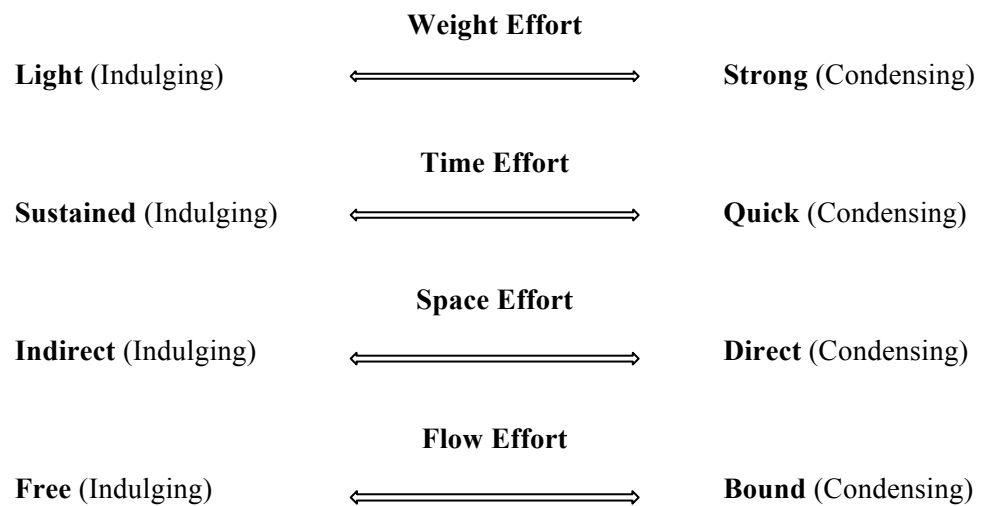 Weight Effort
Light (Indulging) Strong (Condensing)
Time Effort
Sustained (Indulging) Quick (Condensing)
Space Effort
Indirect (Indulging) Direct (Condensing)
Flow Effort
Free (Indulging) Bound (Condensing)